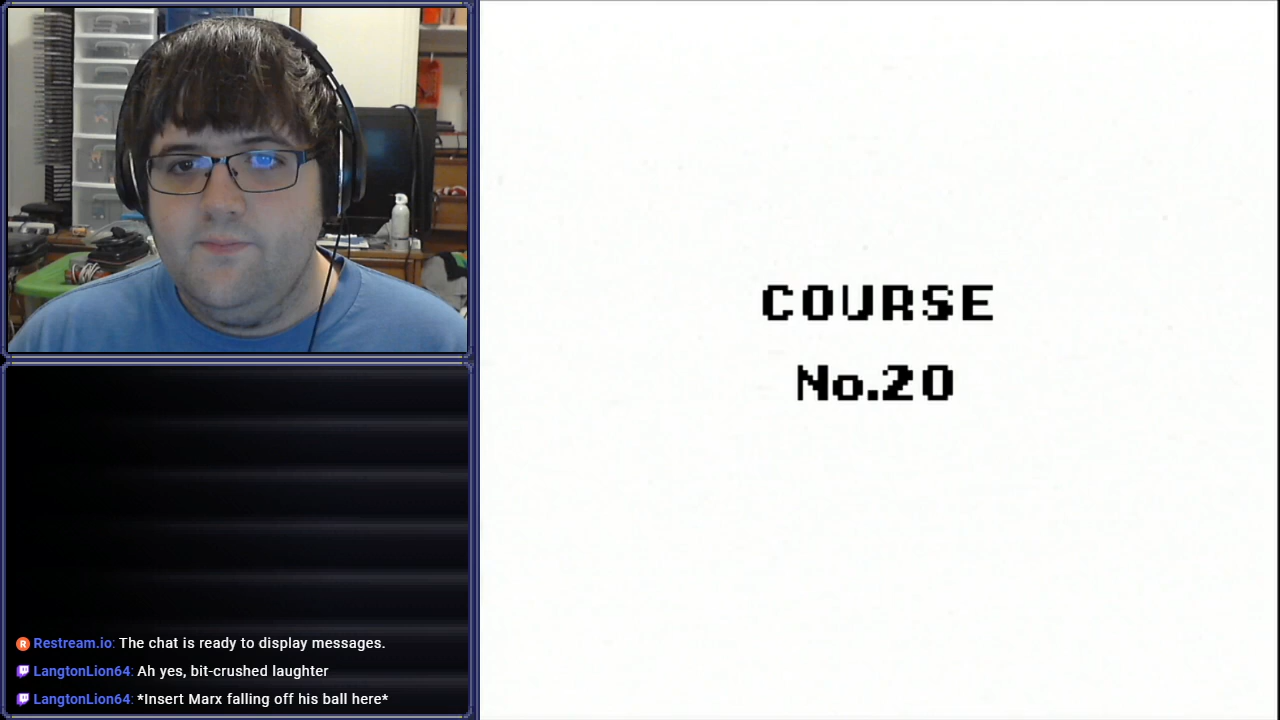 COURSE
No.20
Restream.io: The chat is ready to display messages.
LangtonLion64: Ah yes, bit-crushed laughter
LangtonLion64: *Insert Marx falling off his ball here*